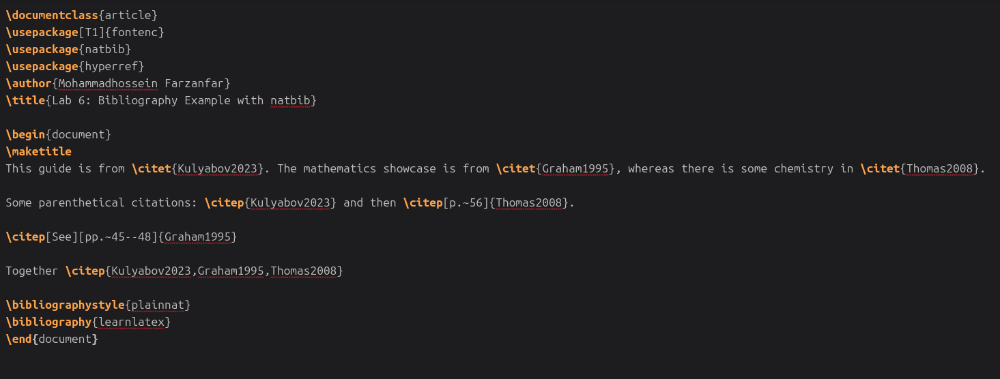 \documentclass{article}
\usepackage[T1]{fontenc}
\usepackage{natbib}
\usepackage{hyperref}
\author{Mohammadhossein Farzanfar}
\title{Lab 6: Bibliography Example with natbib}
\begin{document}
\maketitle
This guide is from \citet{Kulyabov2023}. The mathematics showcase is from \citet{Graham1995}, whereas there is some chemistry in \citet{Thomas2008}.
Some parenthetical citations: \citep{Kulyabov2023} and then \citep[p.~56]{Thomas2008}.
\citep[See][pp.~45--48]{Graham1995}
Together \citep{Kulyabov2023,Graham1995,Thomas2008}
\bibliographystyle{plainnat}
\bibliography{learnlatex}
\end{document}